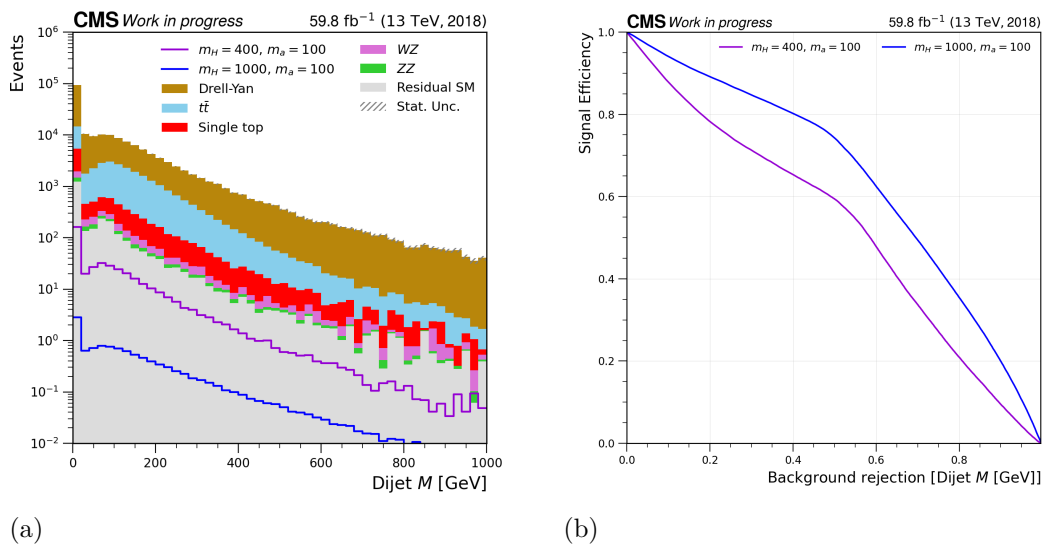 CMS Work in progress
59.8 fb⁻¹ (13 TeV, 2018)
Events
10⁶
10⁵
10⁴
10³
10²
10¹
10⁰
10⁻¹
10⁻²
m_H = 400, m_a = 100
m_H = 1000, m_a = 100
Drell-Yan
tt̄
Single top
WZ
ZZ
Residual SM
Stat. Unc.
0 200 400 600 800 1000
Dijet M [GeV]
(a)
CMS Work in progress
59.8 fb⁻¹ (13 TeV, 2018)
Signal Efficiency
1.0
0.8
0.6
0.4
0.2
0.0
m_H = 400, m_a = 100
m_H = 1000, m_a = 100
0.0 0.2 0.4 0.6 0.8
Background rejection [Dijet M [GeV]]
(b)